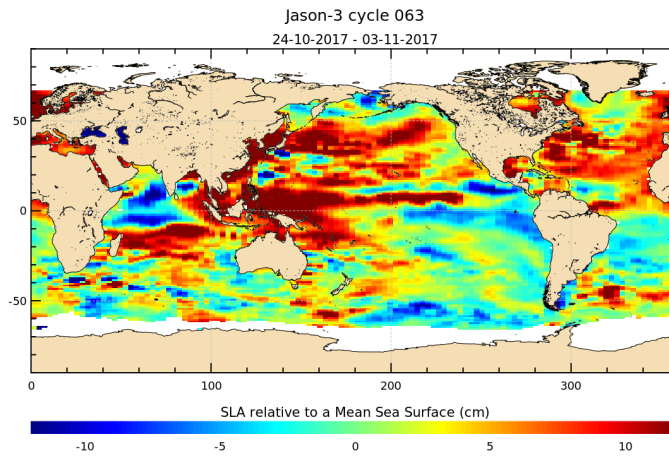 Jason-3 cycle 063
24-10-2017 - 03-11-2017
50
0
-50
0 100 200 300
SLA relative to a Mean Sea Surface (cm)
-10 -5 0 5 10